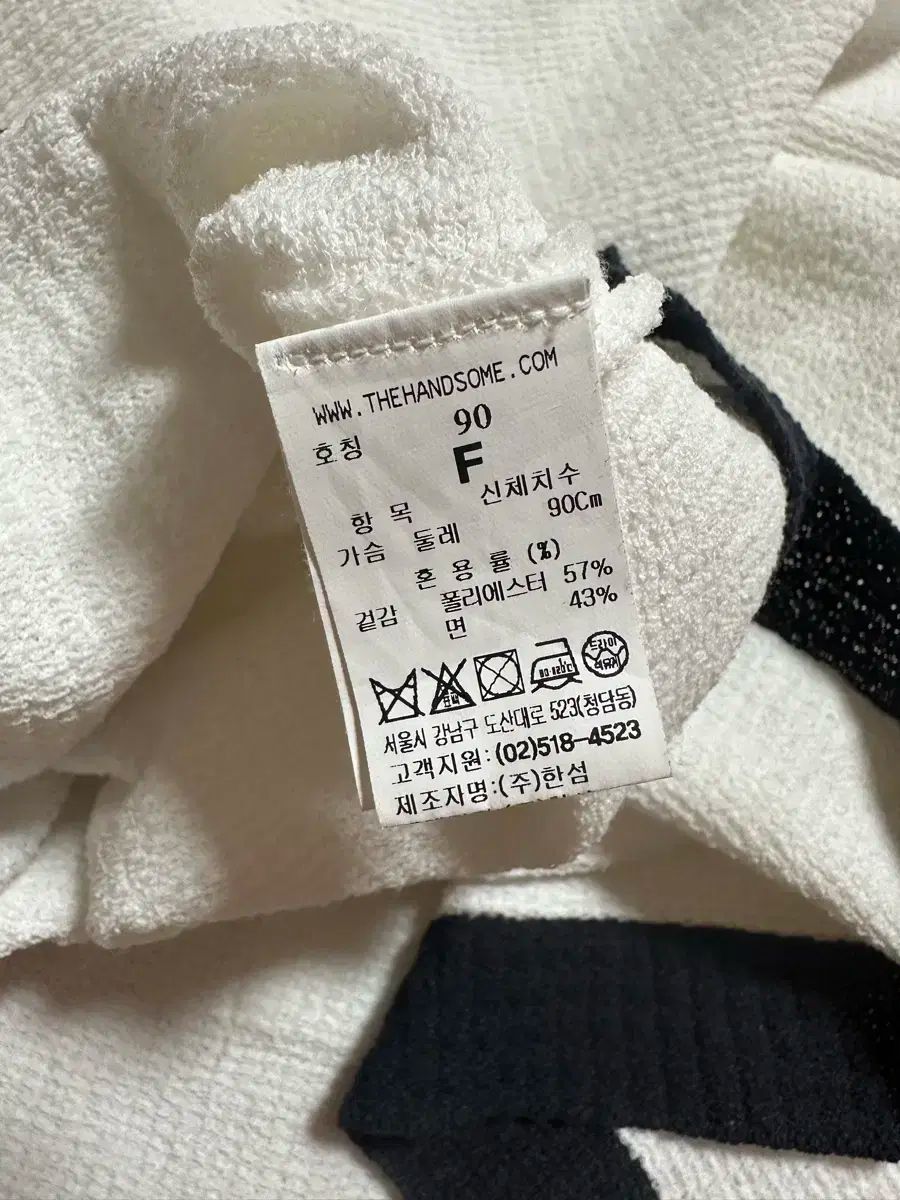 WWW.THEHANDSOME.COM
호칭 90
F
항 목 신체치수
가슴 둘레 90Cm
혼 용 률 (%)
겉감 폴리에스터 57%
면 43%
드라이
서울시 강남구 도산대로 523(청담동)
고객지원:(02)518-4523
제조자명:(주)한섬